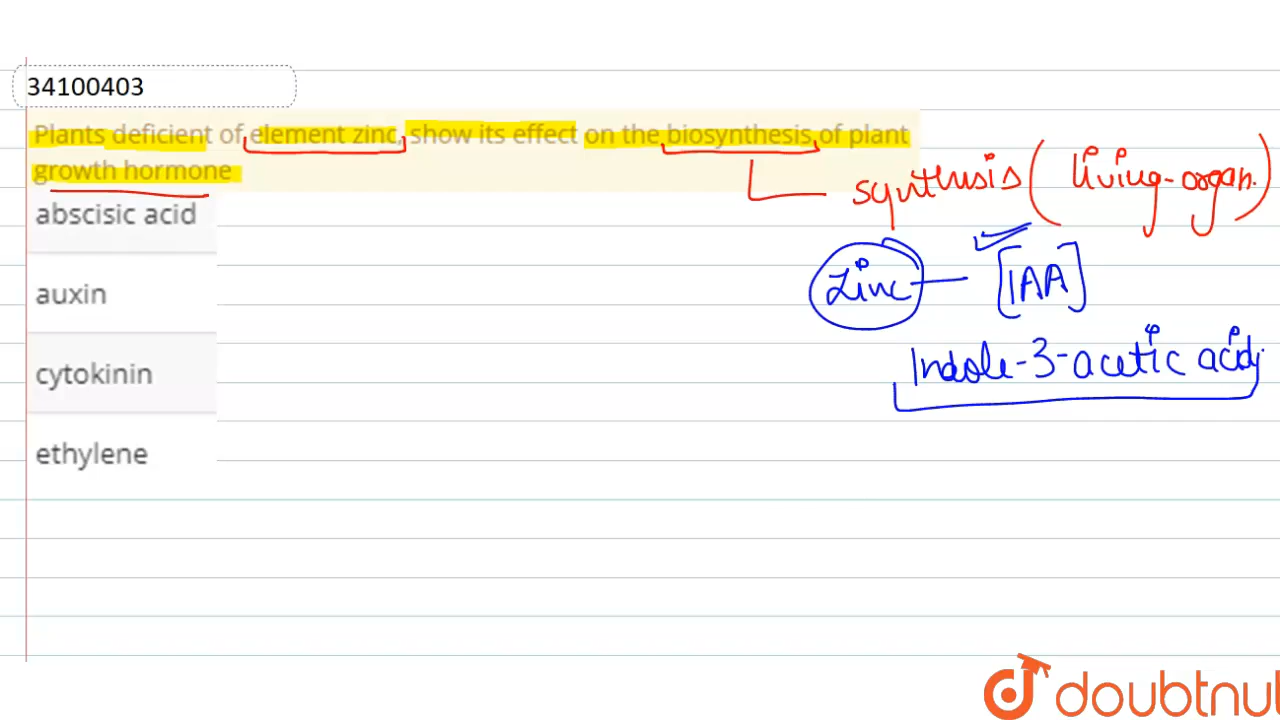 34100403
Plants deficient of element zinc, show its effect on the biosynthesis of plant
growth hormone
synthesis (living-organ.)
abscisic acid
Zinc — [IAA]
auxin
Indole-3-acetic acid
cytokinin
ethylene
doubtnut